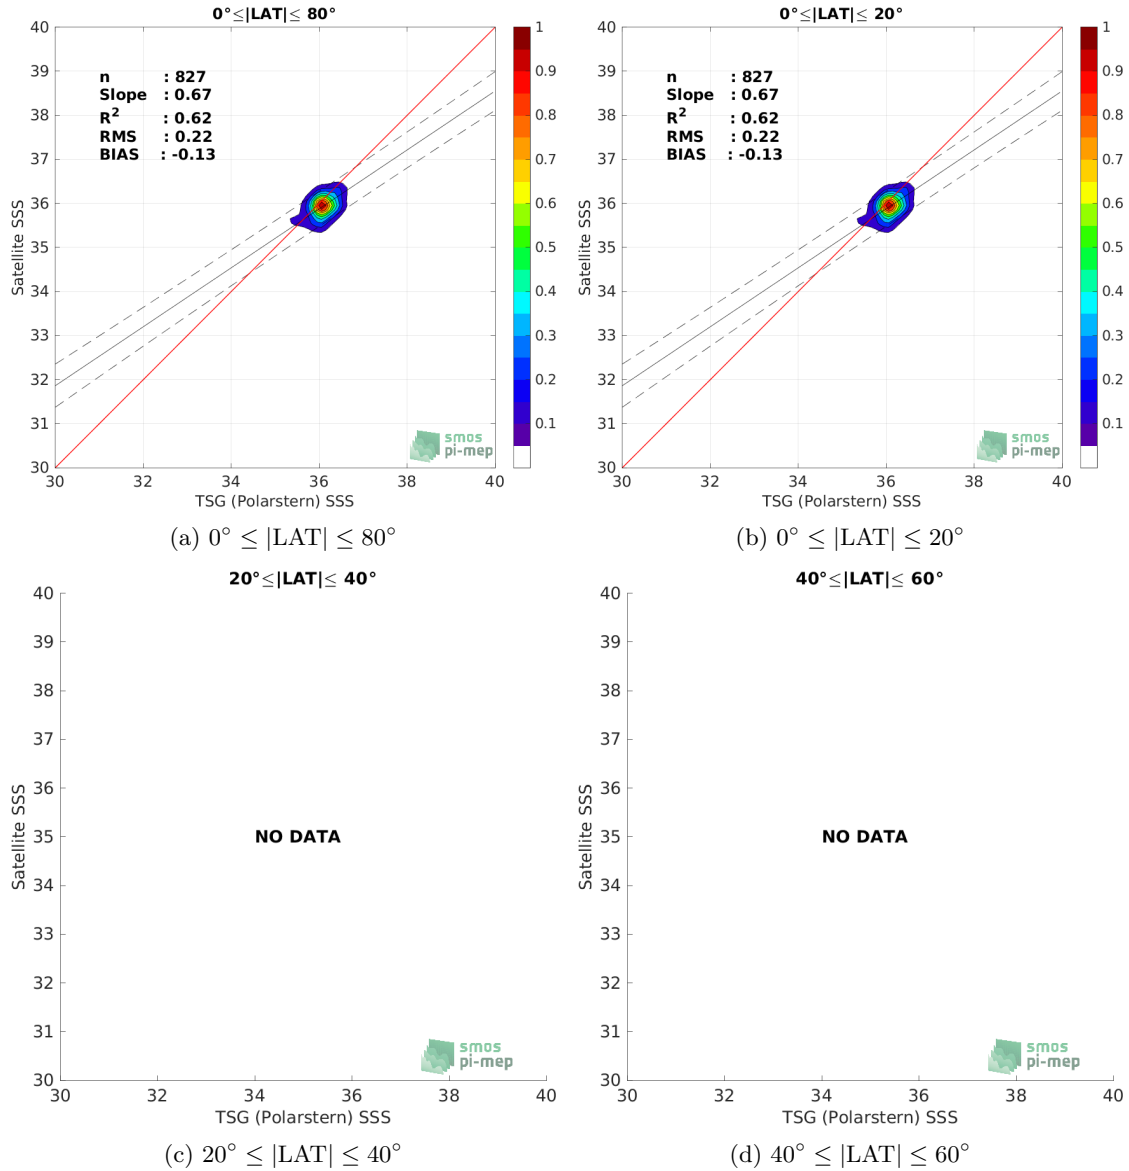 0°≤|LAT|≤ 80°
40
39
38
37
36
35
34
33
32
31
30
Satellite SSS
n : 827
Slope : 0.67
R² : 0.62
RMS : 0.22
BIAS : -0.13
smos
pi-mep
30 32 34 36 38 40
TSG (Polarstern) SSS
1
0.9
0.8
0.7
0.6
0.5
0.4
0.3
0.2
0.1
(a) 0° ≤ |LAT| ≤ 80°
0°≤|LAT|≤ 20°
40
39
38
37
36
35
34
33
32
31
30
Satellite SSS
n : 827
Slope : 0.67
R² : 0.62
RMS : 0.22
BIAS : -0.13
smos
pi-mep
30 32 34 36 38 40
TSG (Polarstern) SSS
1
0.9
0.8
0.7
0.6
0.5
0.4
0.3
0.2
0.1
(b) 0° ≤ |LAT| ≤ 20°
20°≤|LAT|≤ 40°
40
39
38
37
36
35
34
33
32
31
30
Satellite SSS
NO DATA
smos
pi-mep
30 32 34 36 38 40
TSG (Polarstern) SSS
(c) 20° ≤ |LAT| ≤ 40°
40°≤|LAT|≤ 60°
40
39
38
37
36
35
34
33
32
31
30
Satellite SSS
NO DATA
smos
pi-mep
30 32 34 36 38 40
TSG (Polarstern) SSS
(d) 40° ≤ |LAT| ≤ 60°